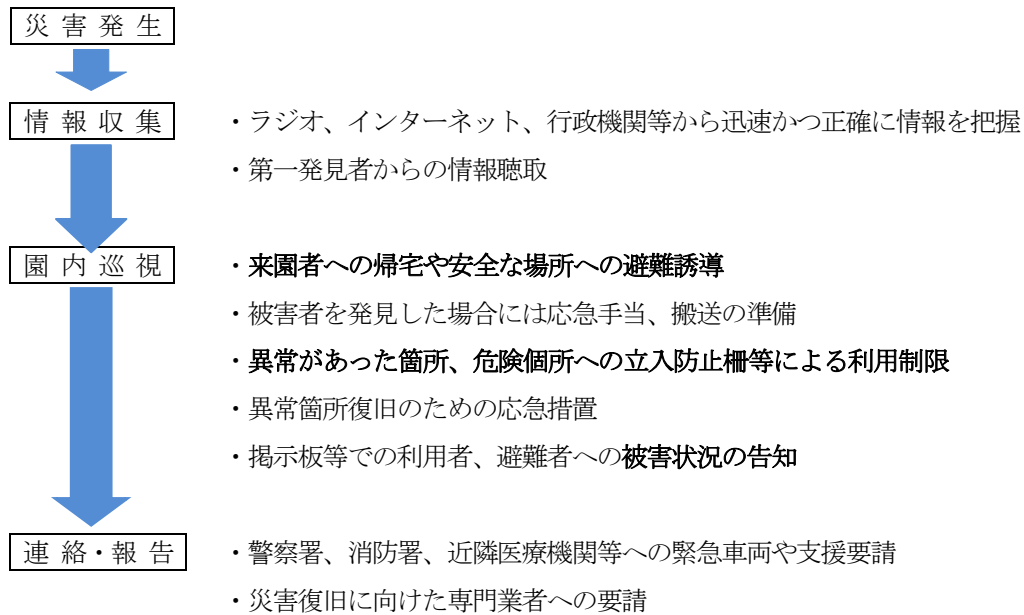 災 害 発 生
情 報 収 集
・ラジオ、インターネット、行政機関等から迅速かつ正確に情報を把握
・第一発見者からの情報聴取
園 内 巡 視
・来園者への帰宅や安全な場所への避難誘導
・被害者を発見した場合には応急手当、搬送の準備
・異常があった箇所、危険個所への立入防止柵等による利用制限
・異常箇所復旧のための応急措置
・掲示板等での利用者、避難者への被害状況の告知
連 絡・報 告
・警察署、消防署、近隣医療機関等への緊急車両や支援要請
・災害復旧に向けた専門業者への要請